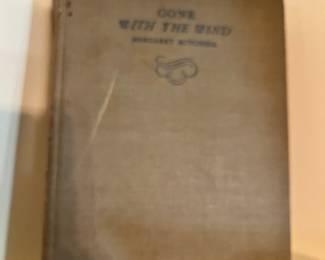 GONE
WITH THE WIND
MARGARET MITCHELL